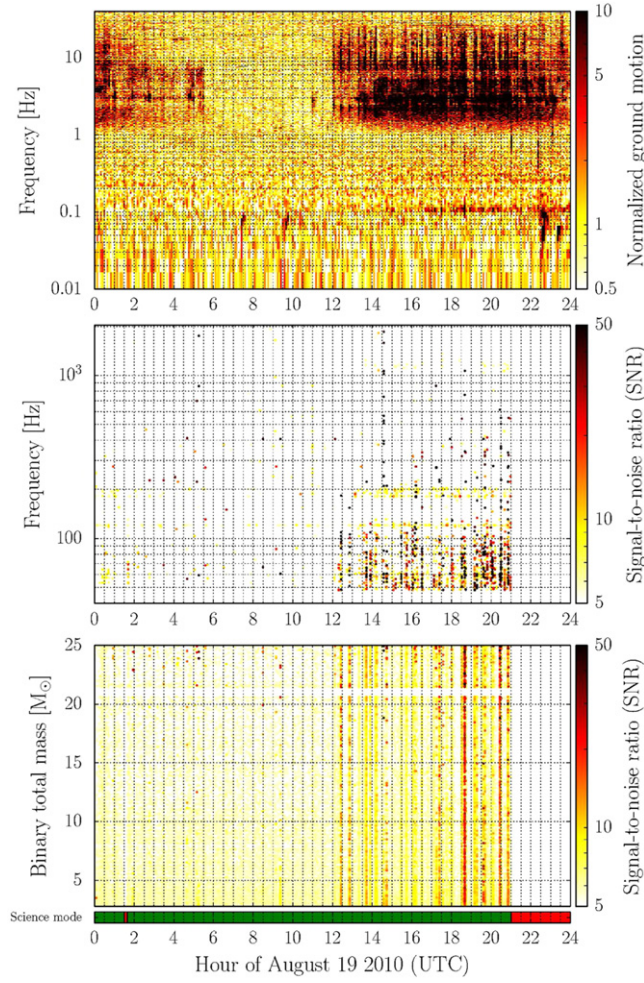 10
1
0.1
0.01
Frequency [Hz]
0 2 4 6 8 10 12 14 16 18 20 22 24
10
5
1
0.5
Normalized ground motion
10³
100
Frequency [Hz]
0 2 4 6 8 10 12 14 16 18 20 22 24
50
10
5
Signal-to-noise ratio (SNR)
25
20
15
10
5
Binary total mass [M⊙]
50
10
5
Signal-to-noise ratio (SNR)
Science mode
0 2 4 6 8 10 12 14 16 18 20 22 24
Hour of August 19 2010 (UTC)